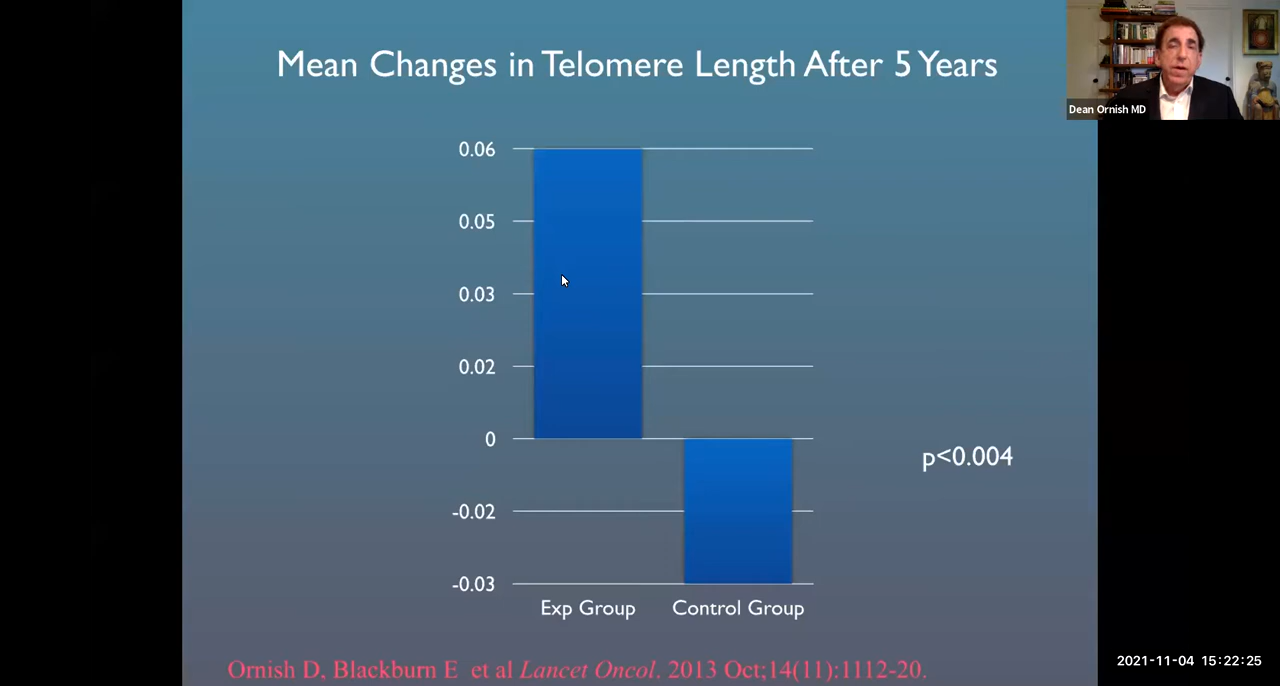 Mean Changes in Telomere Length After 5 Years
Dean Ornish MD
0.06
0.05
0.03
0.02
0
p<0.004
-0.02
-0.03
Exp Group Control Group
Ornish D, Blackburn E et al Lancet Oncol. 2013 Oct;14(11):1112-20.
2021-11-04 15:22:25